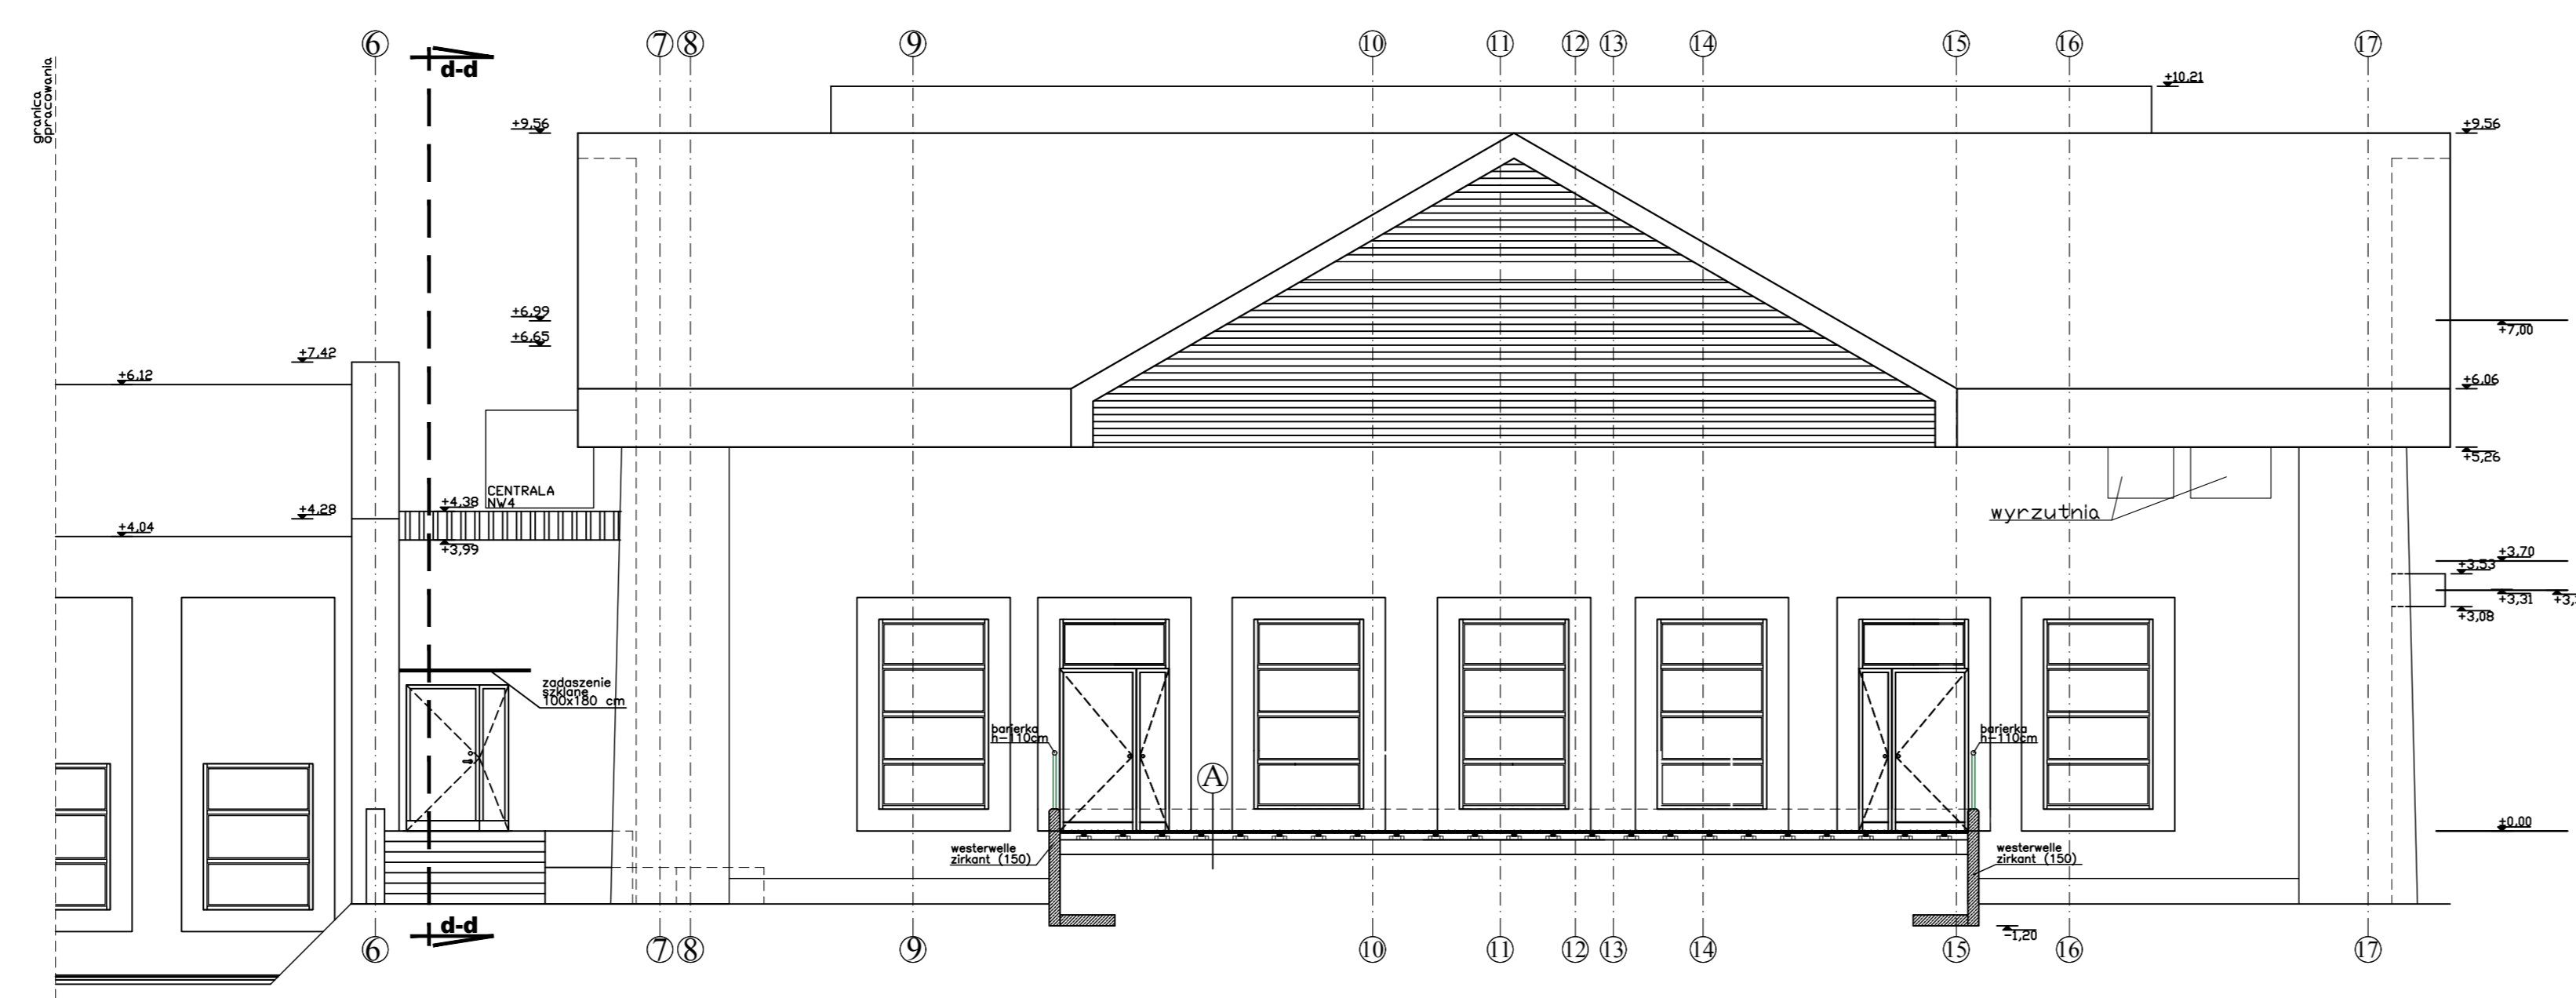 6
7
8
9
10
11
12
13
14
15
16
17
granica
opracowania
d-d
+10,21
+9,56
+9,56
+6,99
+7,00
+6,65
+7,42
+6,12
+6,06
+5,26
CENTRALA
NW4
+4,38
+4,28
+4,04
+3,99
wyrzutnia
+3,70
+3,53
+3,31
+3,08
zadaszenie
szklane
100x180 cm
barierka
h-110cm
barierka
h-110cm
A
+0,00
westerwelle
zirkant (150)
westerwelle
zirkant (150)
d-d
-1,20
6
7
8
9
10
11
12
13
14
15
16
17